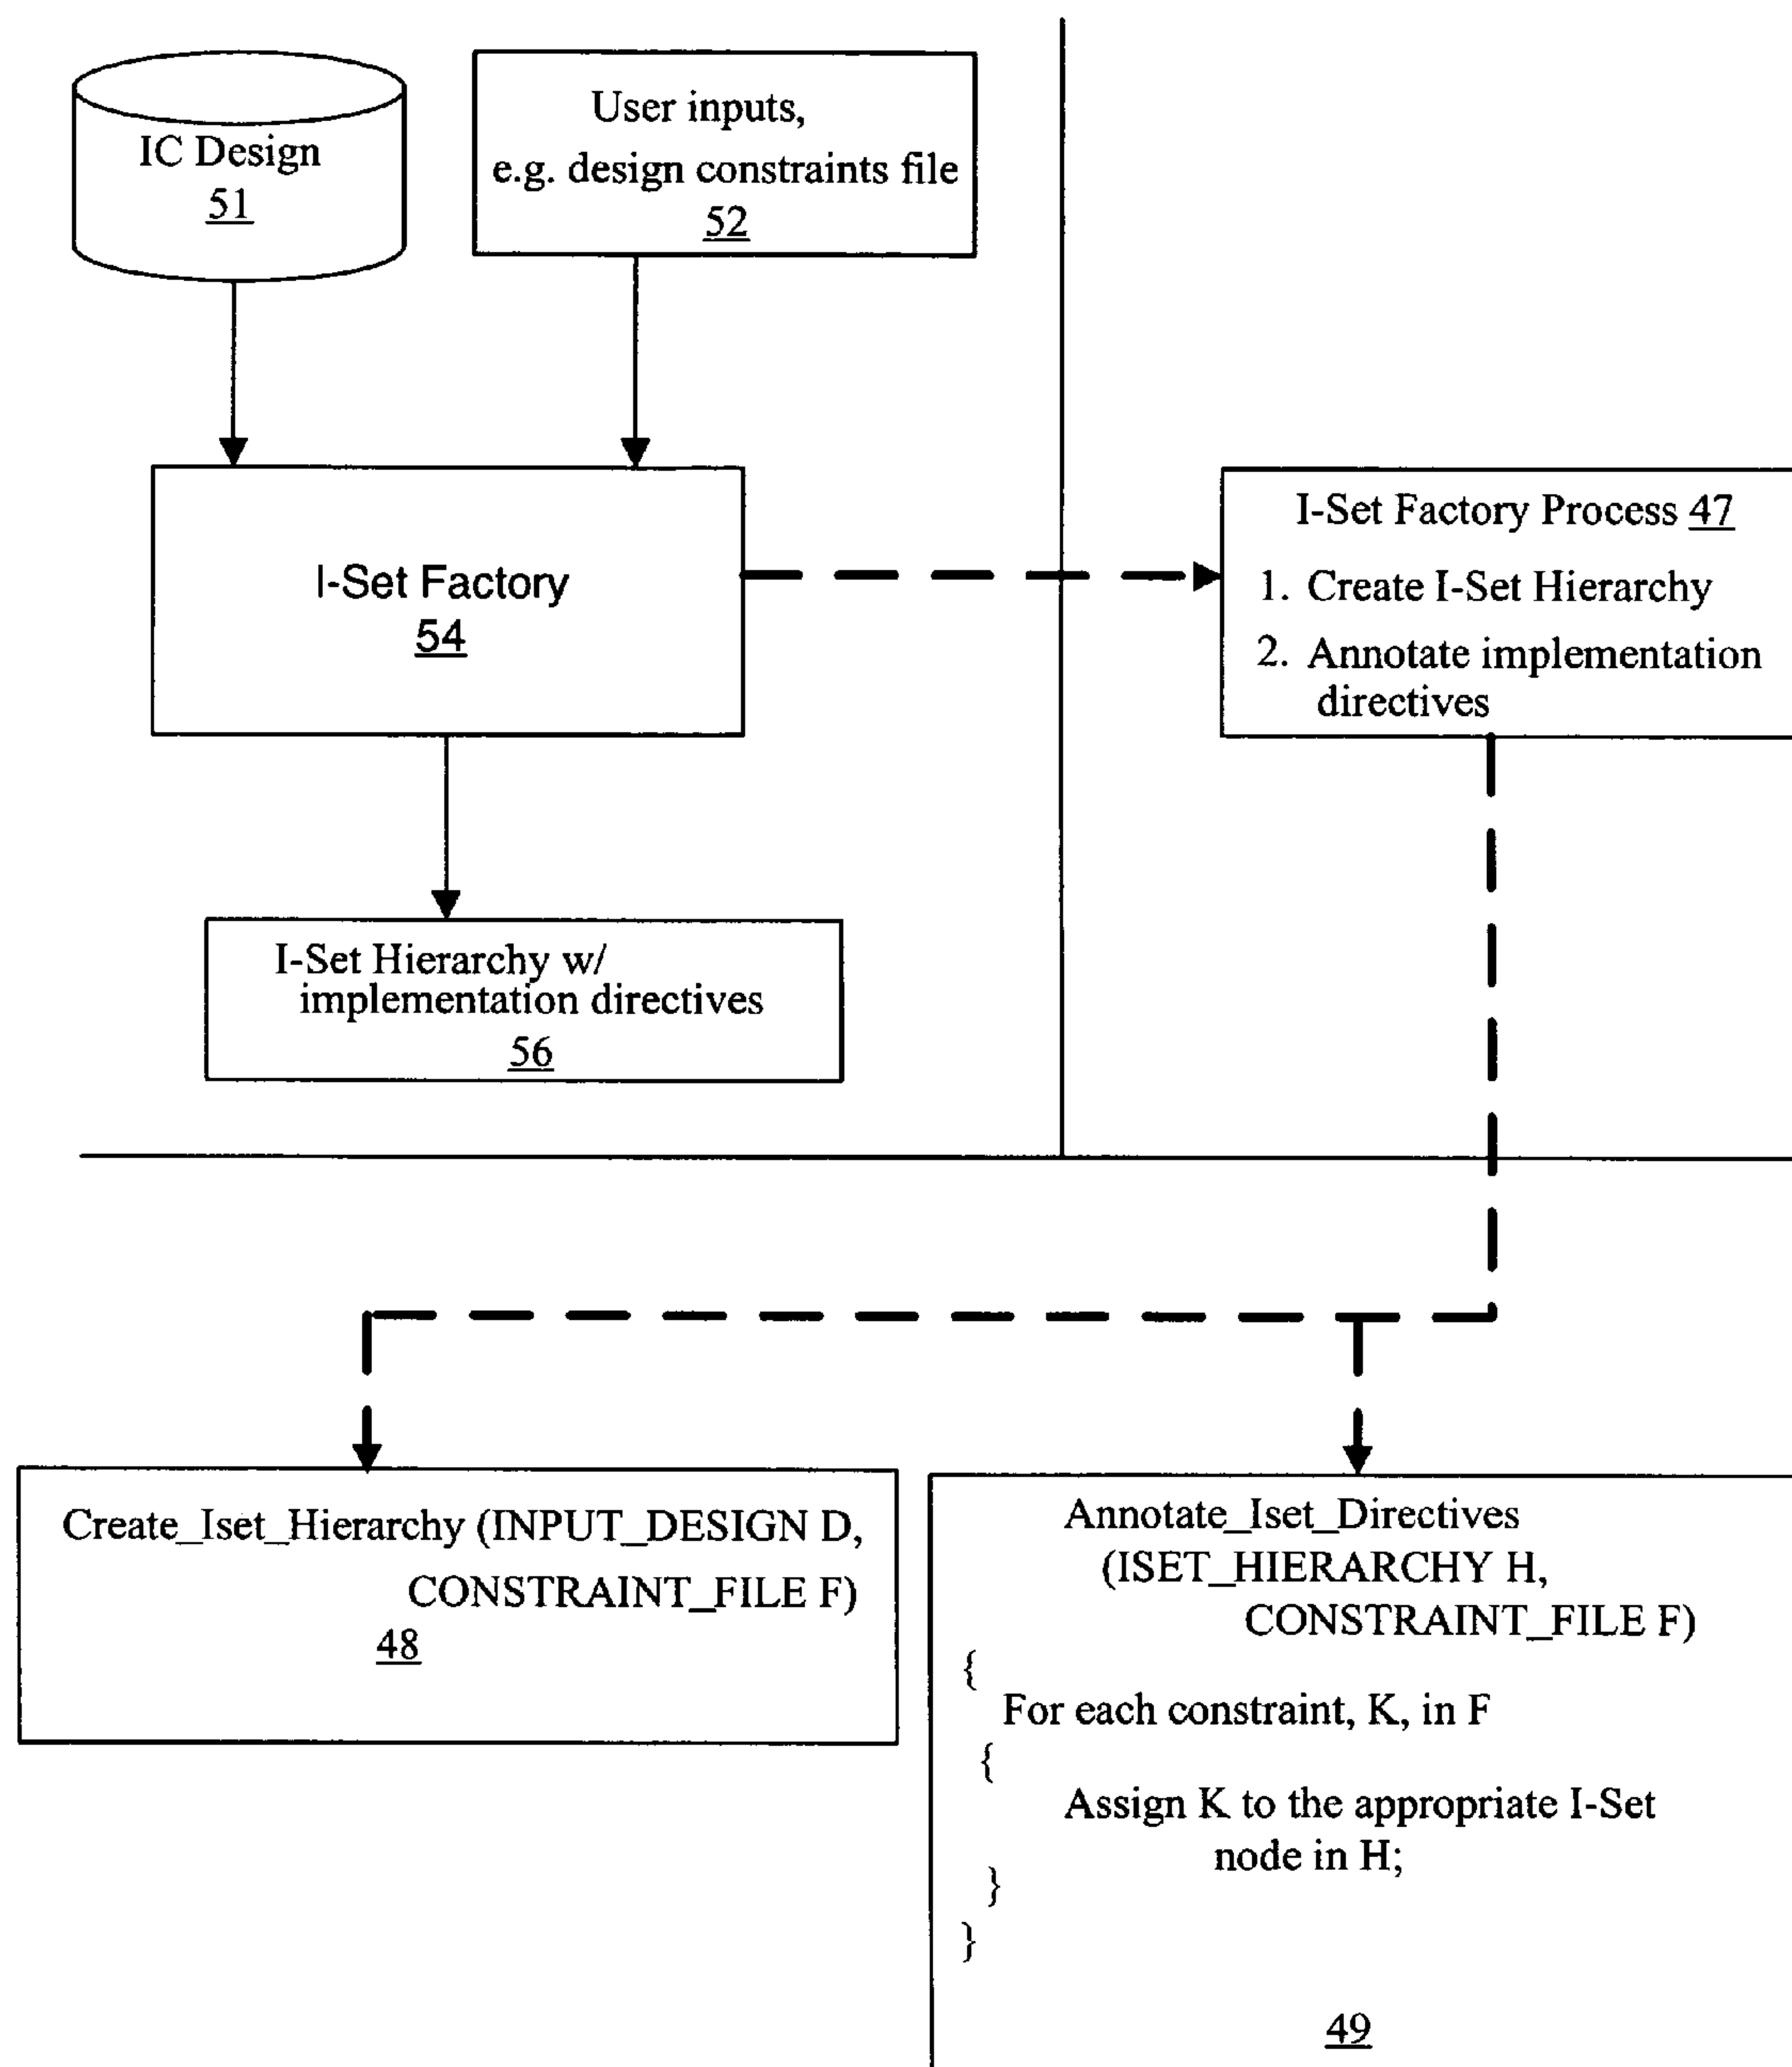 IC Design
51
User inputs,
e.g. design constraints file
52
I-Set Factory
54
I-Set Factory Process 47
1. Create I-Set Hierarchy
2. Annotate implementation
directives
I-Set Hierarchy w/
implementation directives
56
Create_Iset_Hierarchy (INPUT_DESIGN D,
CONSTRAINT_FILE F)
48
Annotate_Iset_Directives
(ISET_HIERARCHY H,
CONSTRAINT_FILE F)
{
For each constraint, K, in F
{
Assign K to the appropriate I-Set
node in H;
}
}
49